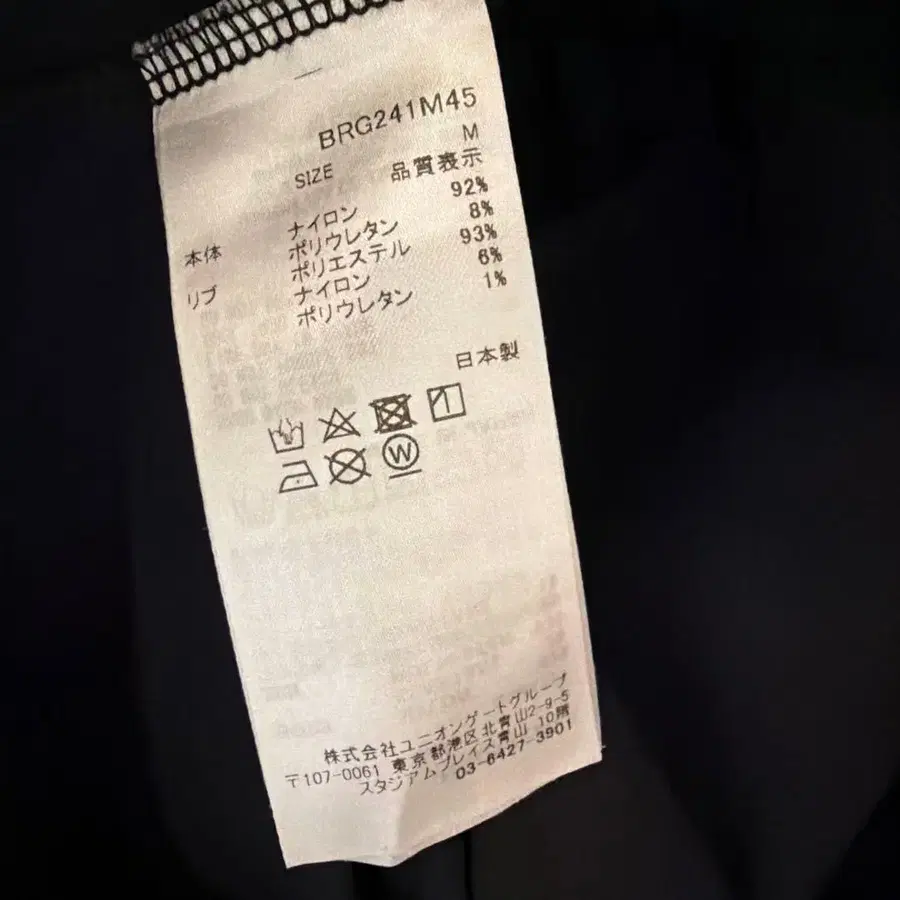 BRG241M45
SIZE M
品質表示
本体 ナイロン 92%
ポリウレタン 8%
リブ ポリエステル 93%
ナイロン 6%
ポリウレタン 1%
日本製
W
株式会社ユニオンゲートグループ
〒107-0061 東京都港区北青山2-9-5
スタジアムプレイス青山 10階
03-6427-3901